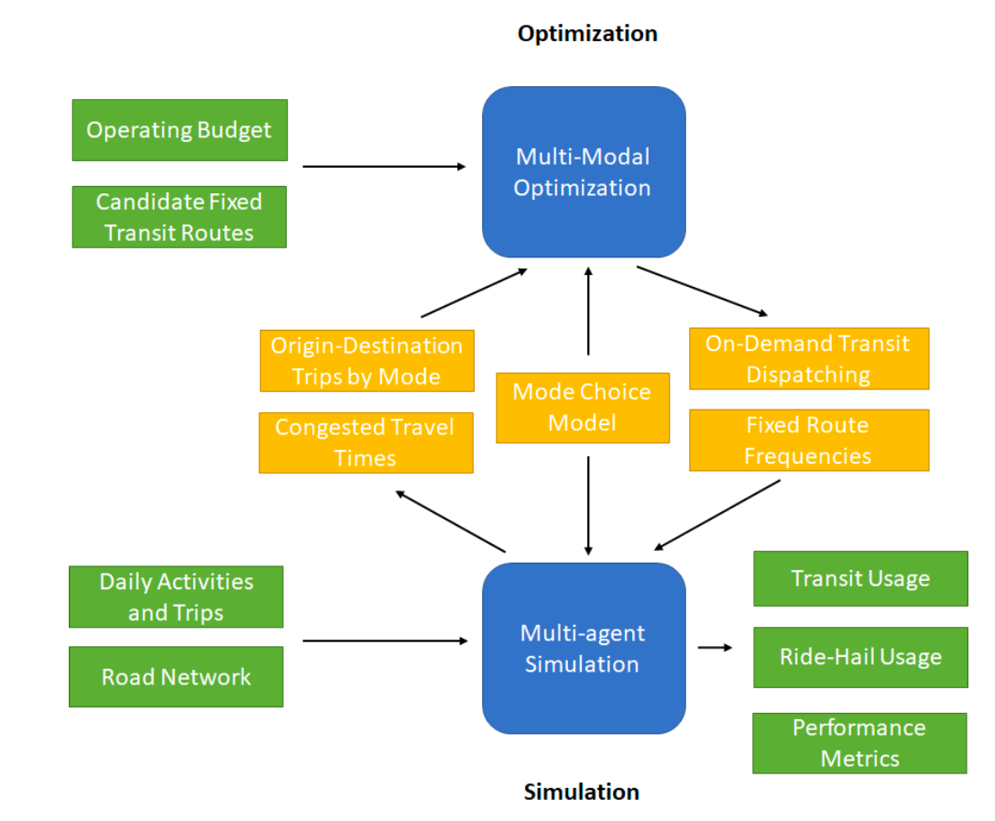 Optimization
Operating Budget
Candidate Fixed
Transit Routes
Multi-Modal
Optimization
Origin-Destination
Trips by Mode
Congested Travel
Times
Mode Choice
Model
On-Demand Transit
Dispatching
Fixed Route
Frequencies
Daily Activities
and Trips
Road Network
Multi-agent
Simulation
Transit Usage
Ride-Hail Usage
Performance
Metrics
Simulation